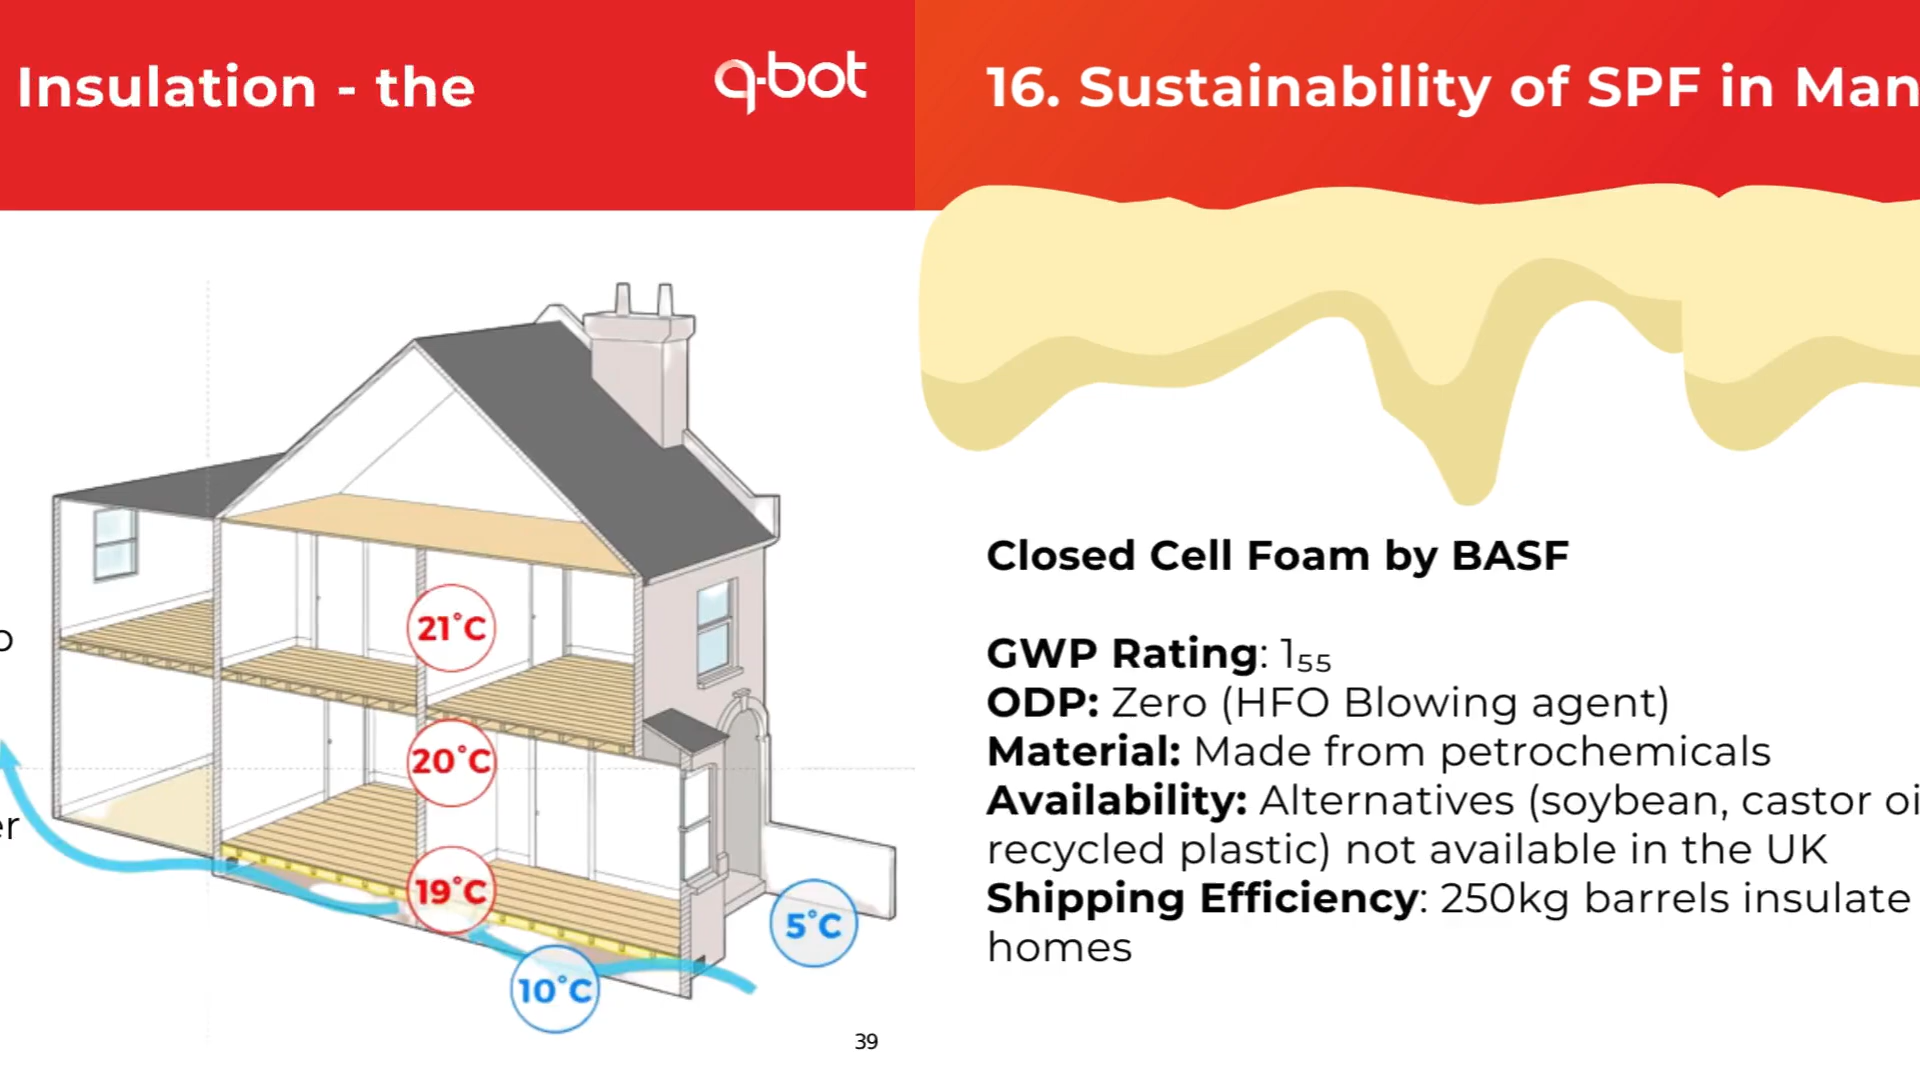 Insulation - the
q-bot
21°C
20°C
19°C
5°C
10°C
39
16. Sustainability of SPF in Man
Closed Cell Foam by BASF
GWP Rating: 1₅₅
ODP: Zero (HFO Blowing agent)
Material: Made from petrochemicals
Availability: Alternatives (soybean, castor oi
recycled plastic) not available in the UK
Shipping Efficiency: 250kg barrels insulate
homes